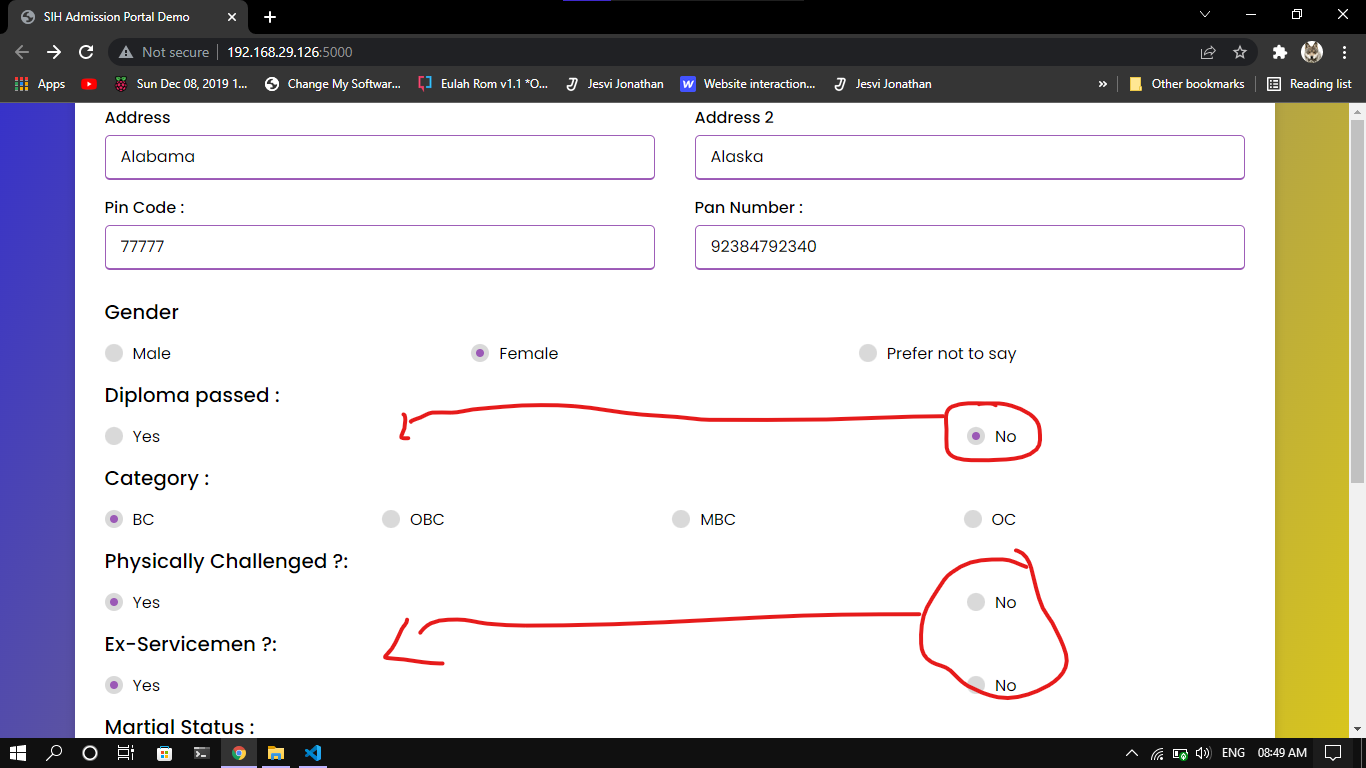 SIH Admission Portal Demo
Not secure 192.168.29.126:5000
Apps Sun Dec 08, 2019 1... Change My Softwar... Eulah Rom v1.1 *O... Jesvi Jonathan Website interaction... Jesvi Jonathan » Other bookmarks Reading list
Address Address 2
Alabama Alaska
Pin Code : Pan Number :
77777 92384792340
Gender
Male Female Prefer not to say
Diploma passed :
Yes No
Category :
BC OBC MBC OC
Physically Challenged ?:
Yes No
Ex-Servicemen ?:
Yes No
Martial Status :
ENG 08:49 AM